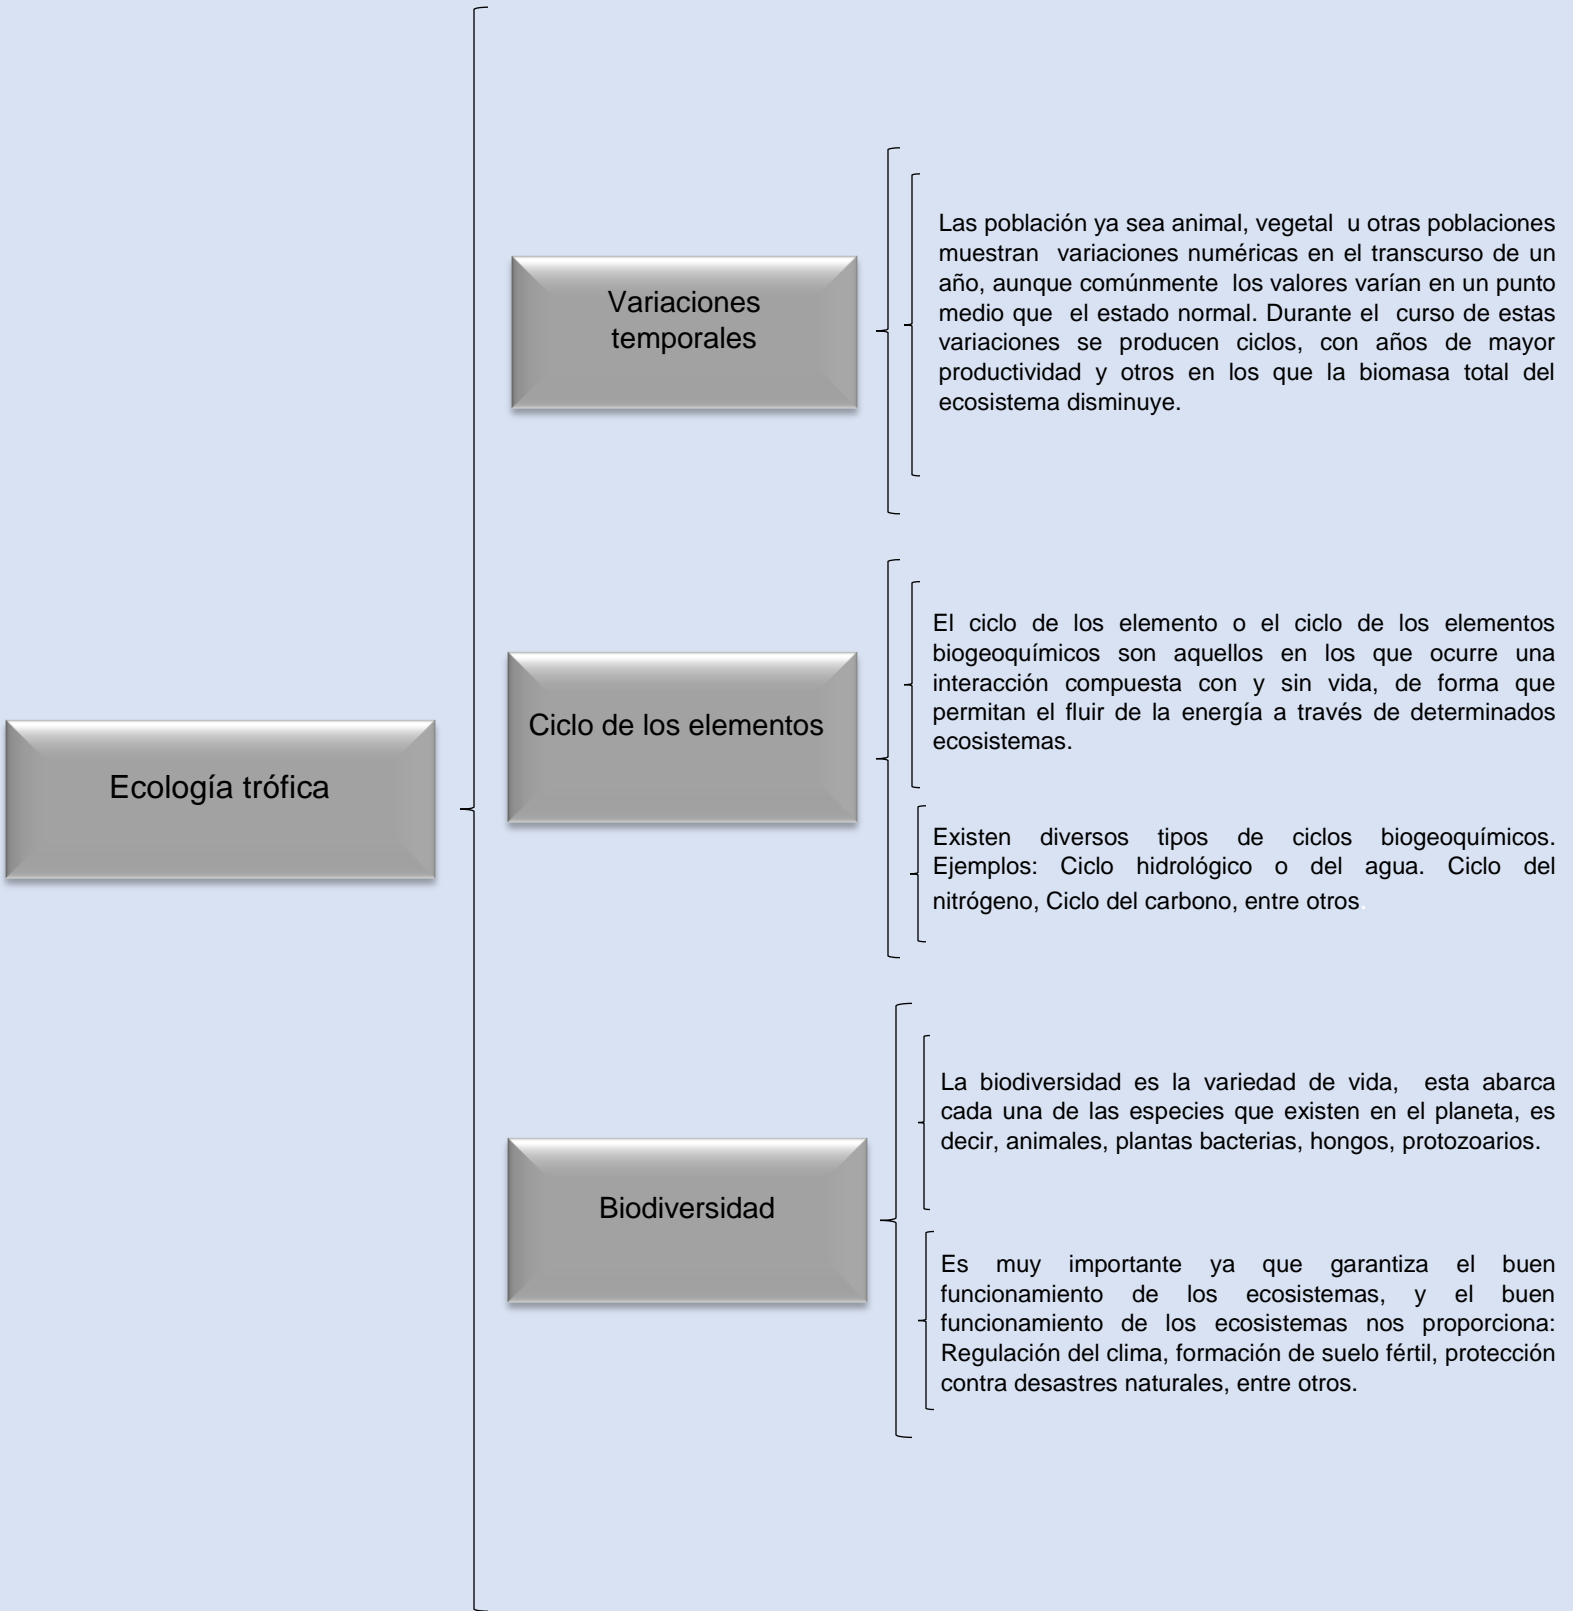 Ecología trófica
Variaciones
temporales
Las población ya sea animal, vegetal u otras poblaciones
muestran variaciones numéricas en el transcurso de un
año, aunque comúnmente los valores varían en un punto
medio que el estado normal. Durante el curso de estas
variaciones se producen ciclos, con años de mayor
productividad y otros en los que la biomasa total del
ecosistema disminuye.
Ciclo de los elementos
El ciclo de los elemento o el ciclo de los elementos
biogeoquímicos son aquellos en los que ocurre una
interacción compuesta con y sin vida, de forma que
permitan el fluir de la energía a través de determinados
ecosistemas.
Existen diversos tipos de ciclos biogeoquímicos.
Ejemplos: Ciclo hidrológico o del agua. Ciclo del
nitrógeno, Ciclo del carbono, entre otros.
Biodiversidad
La biodiversidad es la variedad de vida, esta abarca
cada una de las especies que existen en el planeta, es
decir, animales, plantas bacterias, hongos, protozoarios.
Es muy importante ya que garantiza el buen
funcionamiento de los ecosistemas, y el buen
funcionamiento de los ecosistemas nos proporciona:
Regulación del clima, formación de suelo fértil, protección
contra desastres naturales, entre otros.